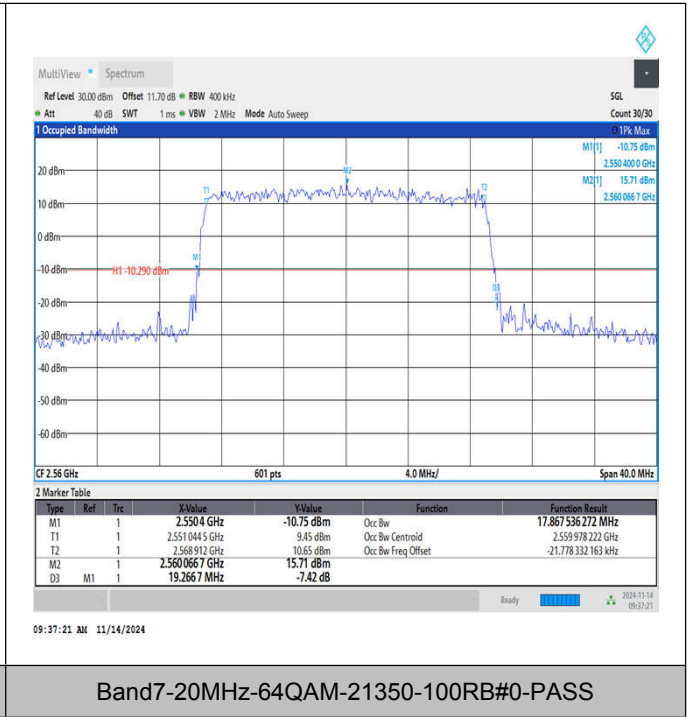 MultiView Spectrum
Ref Level 30.00 dBm Offset 11.70 dB RBW 400 kHz SGL
Att 40 dB SWT 1 ms VBW 2 MHz Mode Auto Sweep Count 30/30
1 Occupied Bandwidth 1Pk Max
M1[1] -10.75 dBm
2.550 400 0 GHz
M2[1] 15.71 dBm
2.560 066 7 GHz
20 dBm
M2
T1
T2
10 dBm
0 dBm
M1
-10 dBm
H1 -10.290 dBm
D3
-20 dBm
-30 dBm
-40 dBm
-50 dBm
-60 dBm
CF 2.56 GHz 601 pts 4.0 MHz/ Span 40.0 MHz
2 Marker Table
Type Ref Trc X-Value Y-Value Function Function Result
M1 1 2.5504 GHz -10.75 dBm Occ Bw 17.867 536 272 MHz
T1 1 2.551 044 5 GHz 9.45 dBm Occ Bw Centroid 2.559 978 222 GHz
T2 1 2.568 912 GHz 10.65 dBm Occ Bw Freq Offset -21.778 332 163 kHz
M2 1 2.560 066 7 GHz 15.71 dBm
D3 M1 1 19.266 7 MHz -7.42 dB
Ready 2024-11-14
09:37:21
09:37:21 AM 11/14/2024
Band7-20MHz-64QAM-21350-100RB#0-PASS